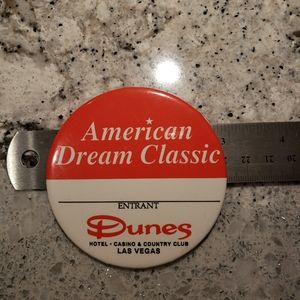 American
Dream Classic
ENTRANT
Dunes
HOTEL • CASINO & COUNTRY CLUB
LAS VEGAS